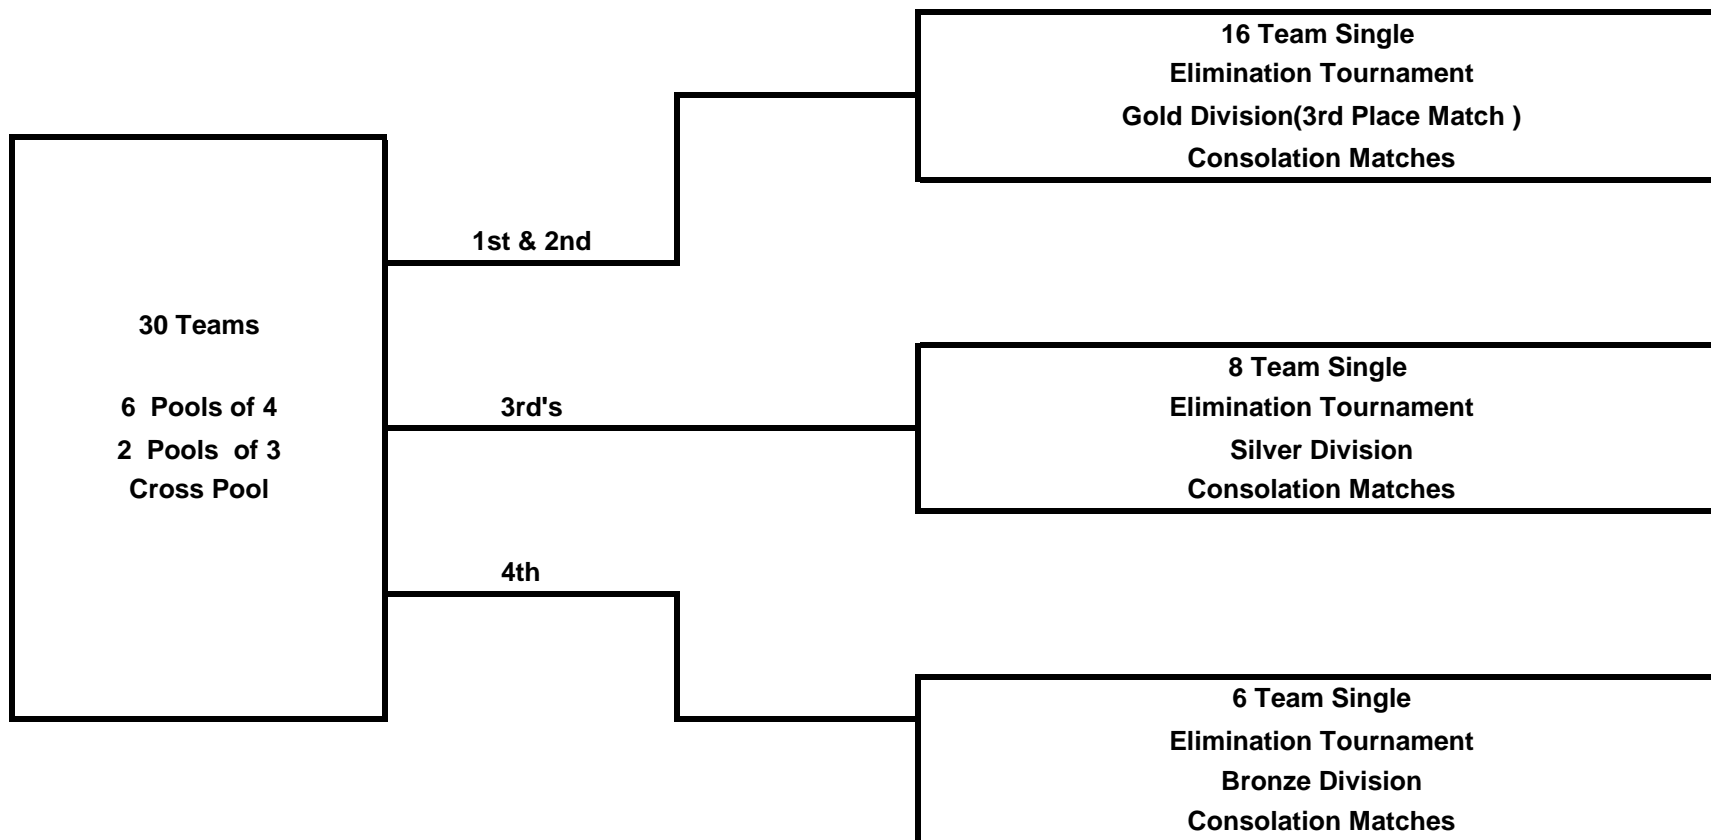 30 Teams
6 Pools of 4
2 Pools of 3
Cross Pool
1st & 2nd
3rd's
4th
16 Team Single
Elimination Tournament
Gold Division(3rd Place Match )
Consolation Matches
8 Team Single
Elimination Tournament
Silver Division
Consolation Matches
6 Team Single
Elimination Tournament
Bronze Division
Consolation Matches